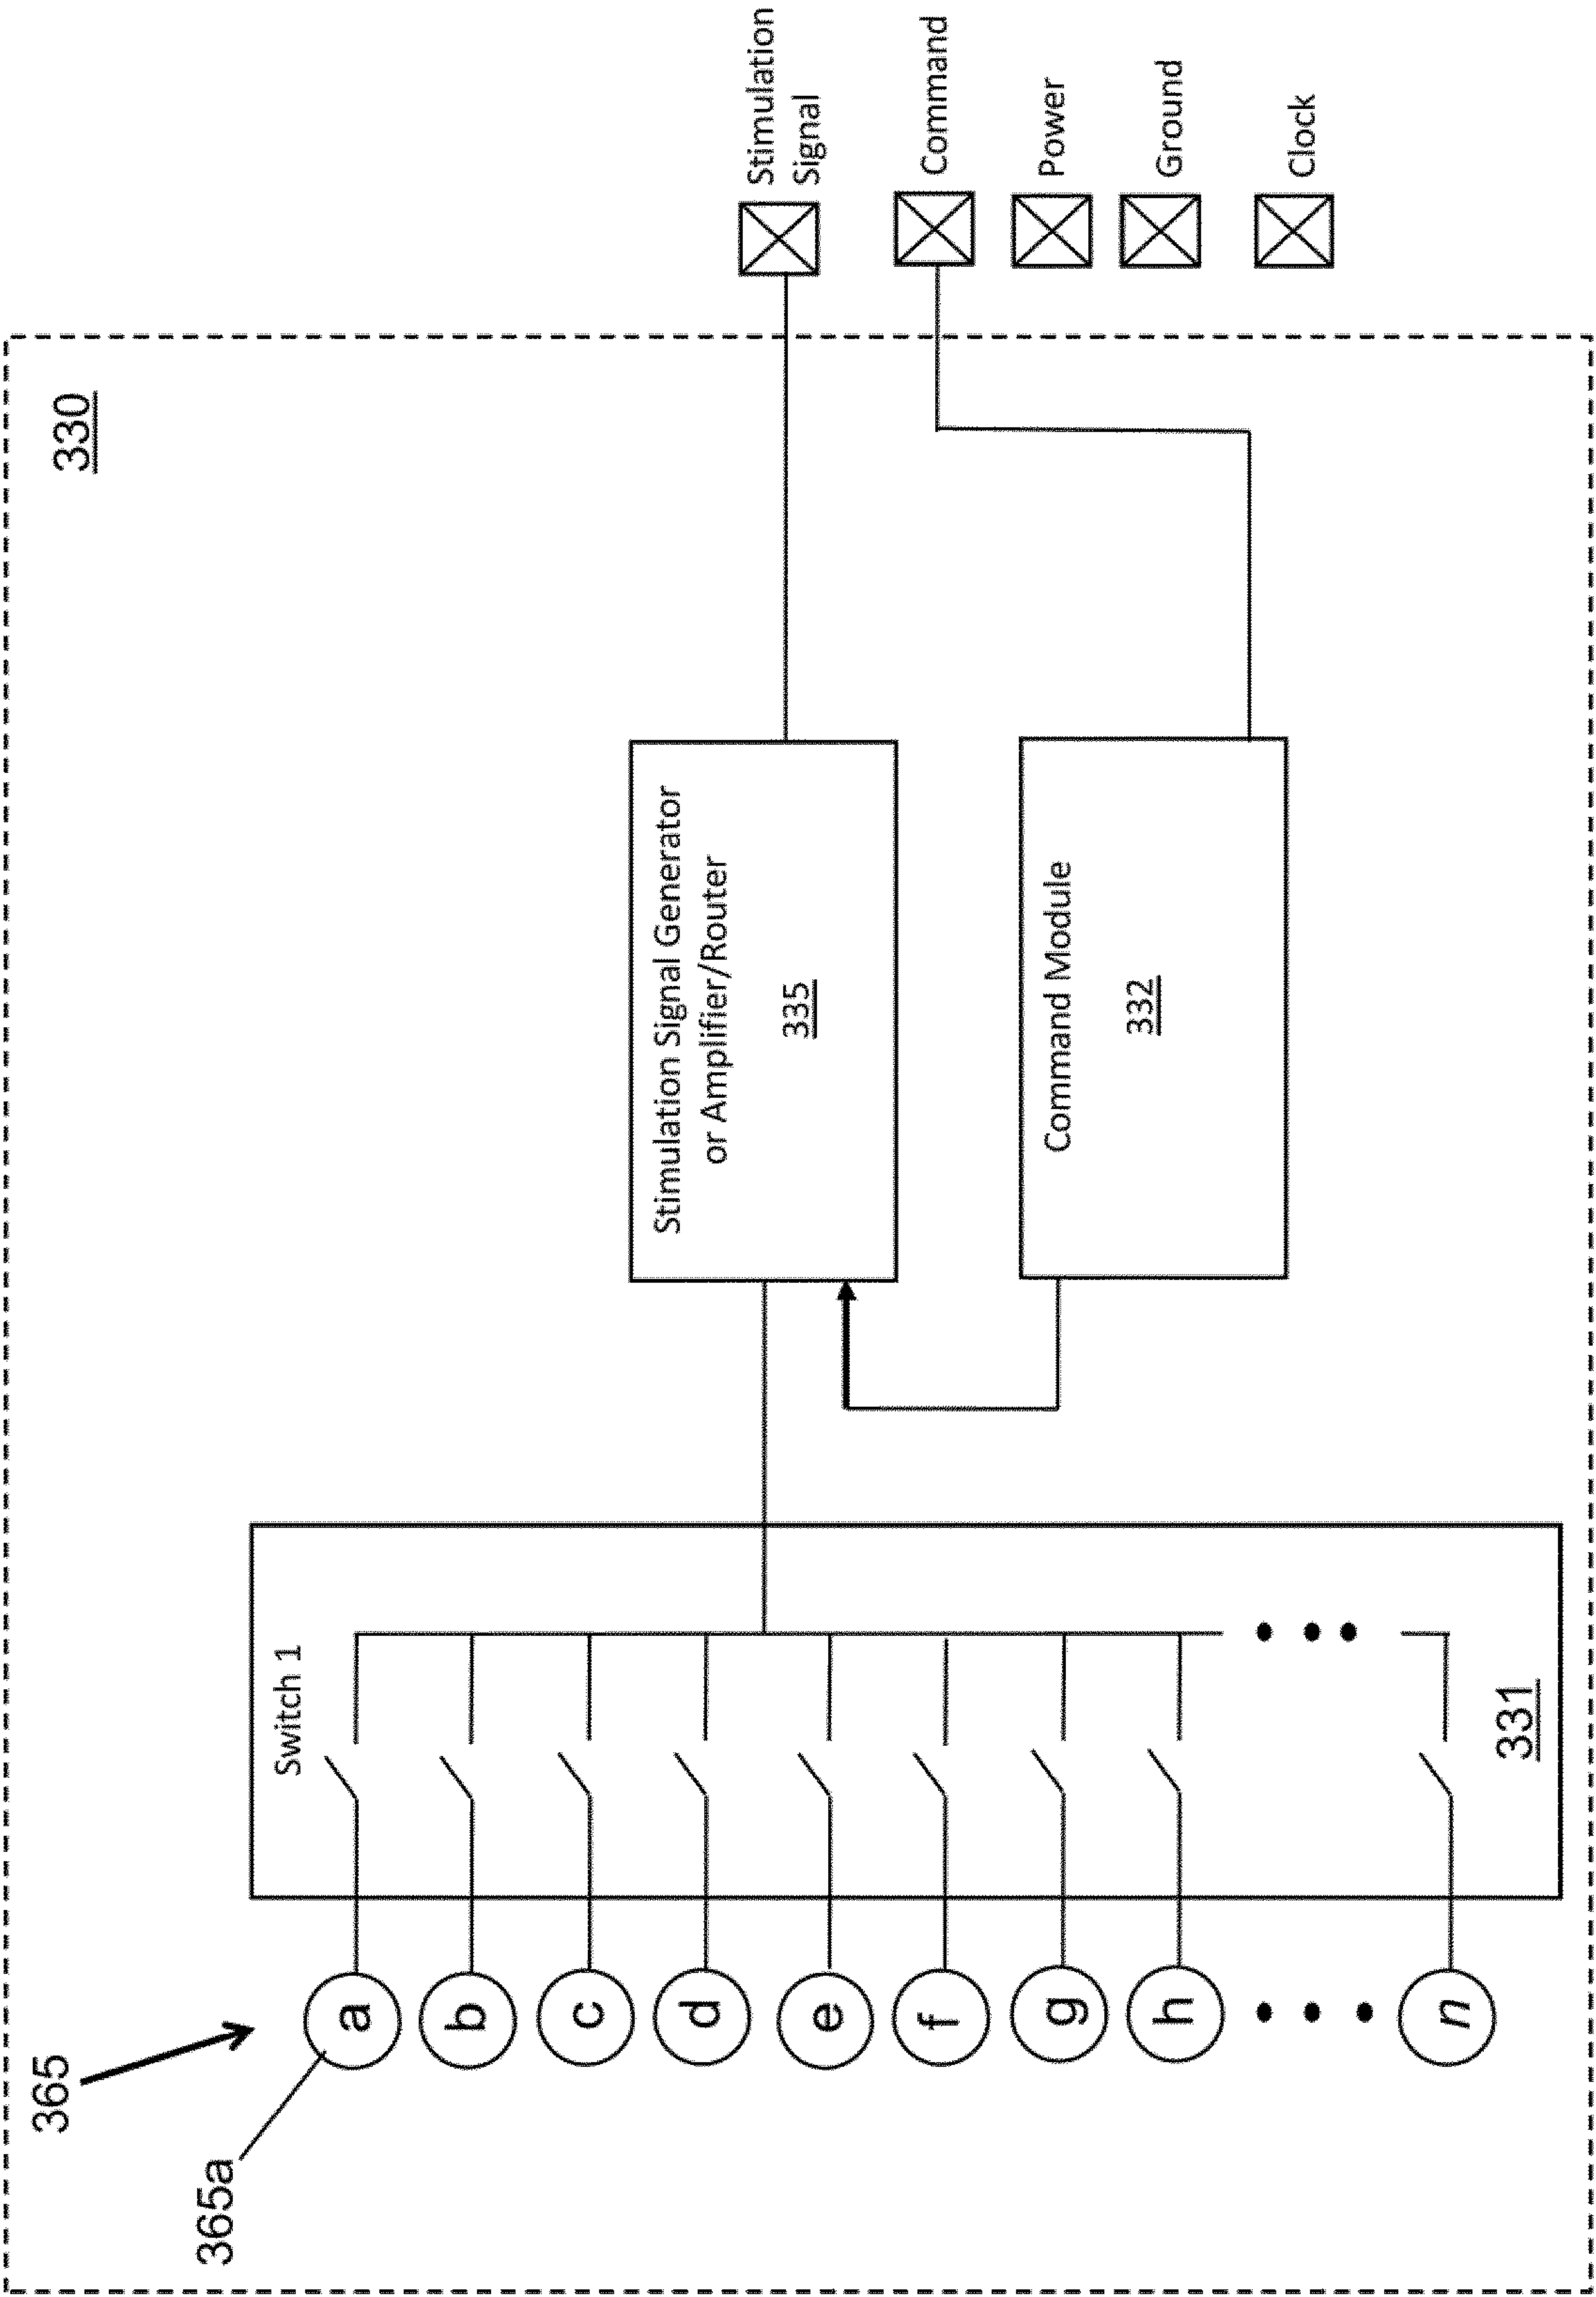 330
365
365a
a
b
c
d
e
f
g
h
n
Switch 1
331
Stimulation Signal Generator
or Amplifier/Router
335
Command Module
332
Stimulation
Signal
Command
Power
Ground
Clock